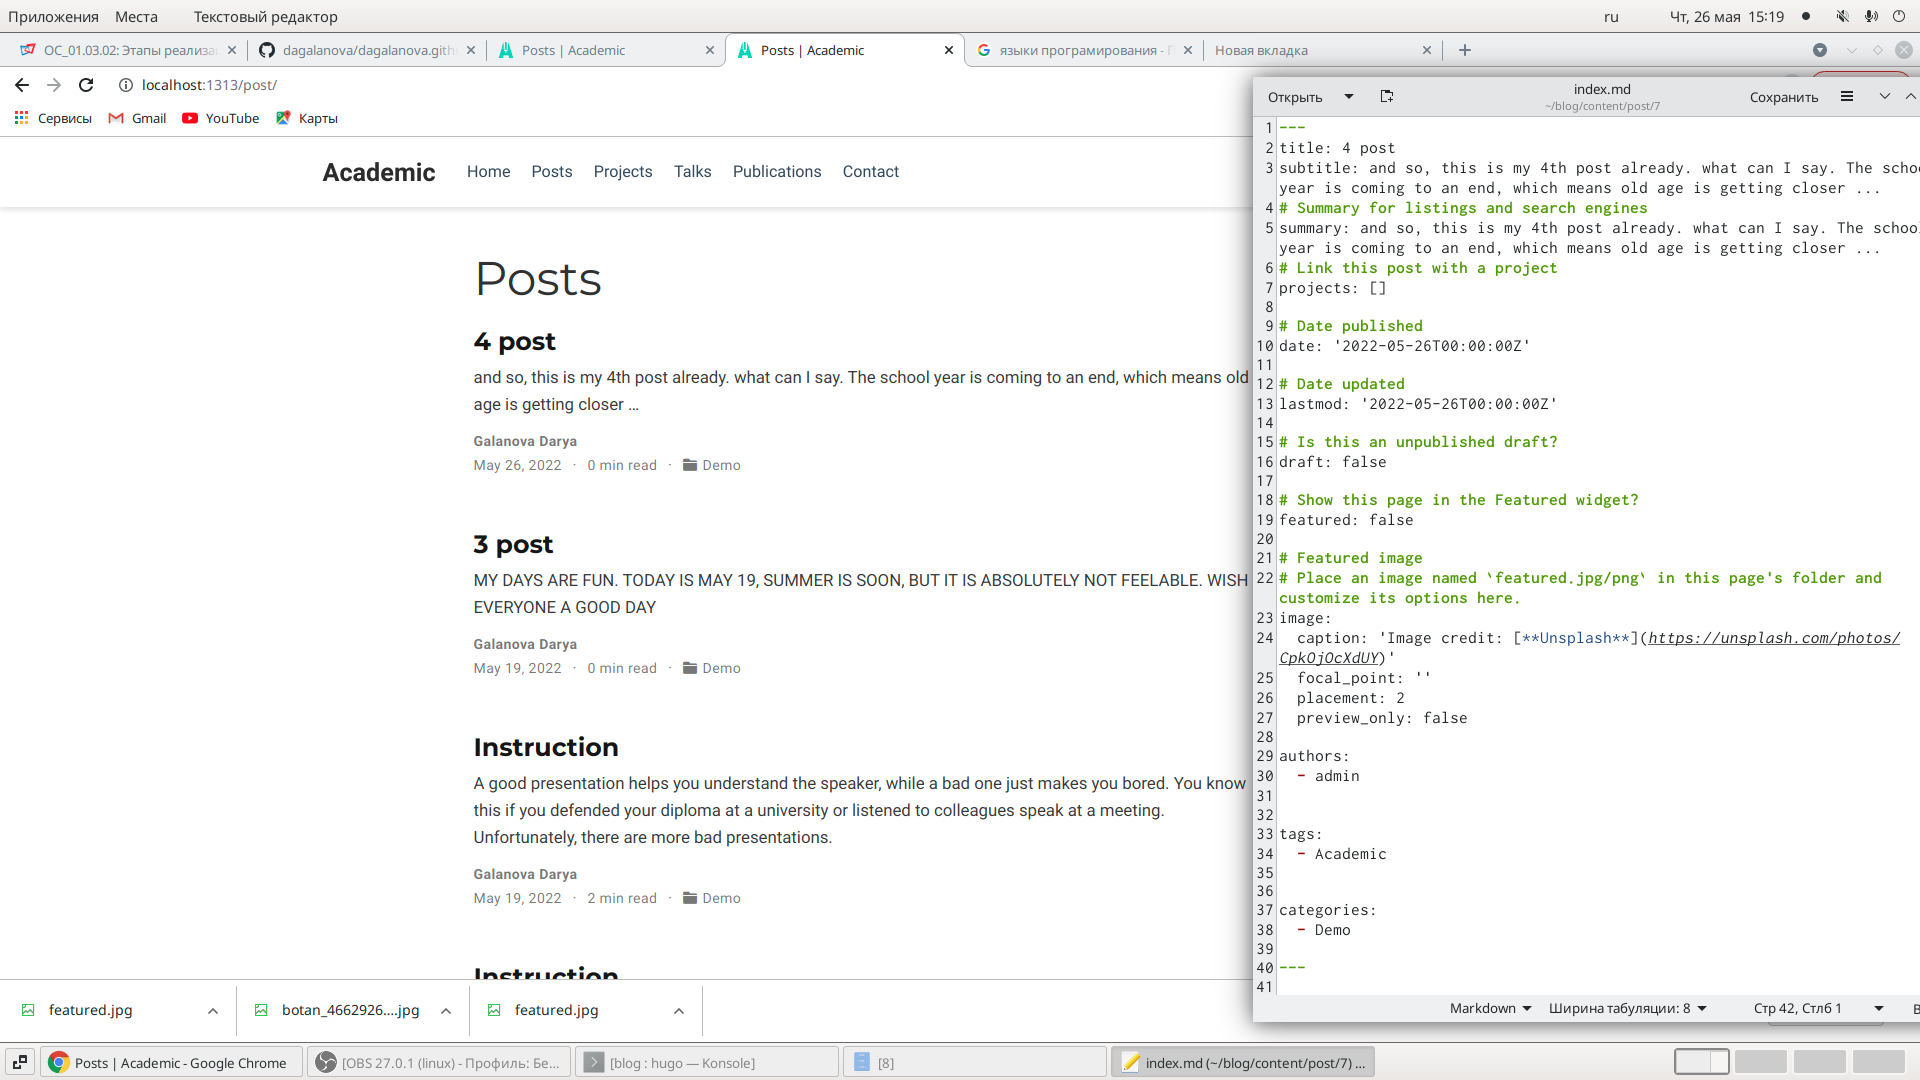 Приложения Места Текстовый редактор ru Чт, 26 мая 15:19
ОС_01.03.02: Этапы реализа
dagalanova/dagalanova.gith
Posts | Academic
Posts | Academic
языки програмирования - П
Новая вкладка
localhost:1313/post/
Сервисы Gmail YouTube Карты
Academic Home Posts Projects Talks Publications Contact
Posts
4 post
and so, this is my 4th post already. what can I say. The school year is coming to an end, which means old
age is getting closer …
Galanova Darya
May 26, 2022 · 0 min read · Demo
3 post
MY DAYS ARE FUN. TODAY IS MAY 19, SUMMER IS SOON, BUT IT IS ABSOLUTELY NOT FEELABLE. WISH
EVERYONE A GOOD DAY
Galanova Darya
May 19, 2022 · 0 min read · Demo
Instruction
A good presentation helps you understand the speaker, while a bad one just makes you bored. You know
this if you defended your diploma at a university or listened to colleagues speak at a meeting.
Unfortunately, there are more bad presentations.
Galanova Darya
May 19, 2022 · 2 min read · Demo
Instruction
Открыть
index.md
~/blog/content/post/7
Сохранить
1 ---
2 title: 4 post
3 subtitle: and so, this is my 4th post already. what can I say. The schoo
year is coming to an end, which means old age is getting closer ...
4 # Summary for listings and search engines
5 summary: and so, this is my 4th post already. what can I say. The school
year is coming to an end, which means old age is getting closer ...
6 # Link this post with a project
7 projects: []
8
9 # Date published
10 date: '2022-05-26T00:00:00Z'
11
12 # Date updated
13 lastmod: '2022-05-26T00:00:00Z'
14
15 # Is this an unpublished draft?
16 draft: false
17
18 # Show this page in the Featured widget?
19 featured: false
20
21 # Featured image
22 # Place an image named `featured.jpg/png` in this page's folder and
customize its options here.
23 image:
24   caption: 'Image credit: [**Unsplash**](https://unsplash.com/photos/
CpkOjOcXdUY)'
25   focal_point: ''
26   placement: 2
27   preview_only: false
28
29 authors:
30   - admin
31
32
33 tags:
34   - Academic
35
36
37 categories:
38   - Demo
39
40 ---
41
Markdown Ширина табуляции: 8 Стр 42, Стлб 1 В
featured.jpg
botan_4662926....jpg
featured.jpg
Posts | Academic - Google Chrome
[OBS 27.0.1 (linux) - Профиль: Бе...
[blog : hugo — Konsole]
[8]
index.md (~/blog/content/post/7) ...